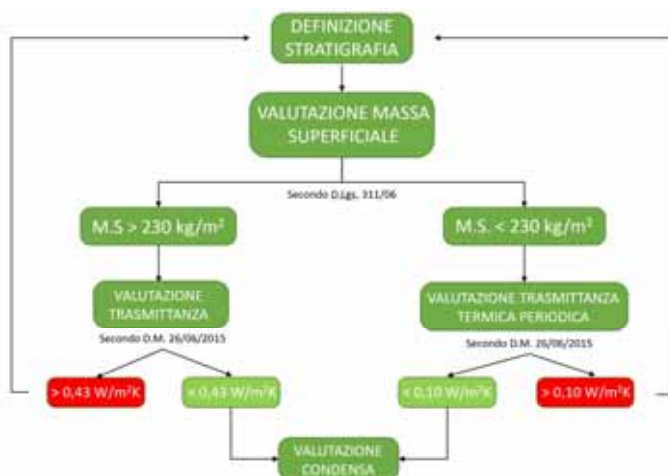 DEFINIZIONE
STRATIGRAFIA
VALUTAZIONE MASSA
SUPERFICIALE
Secondo D.Lgs. 311/06
M.S > 230 kg/m²
M.S. < 230 kg/m²
VALUTAZIONE
TRASMITTANZA
VALUTAZIONE TRASMITTANZA
TERMICA PERIODICA
Secondo D.M. 26/06/2015
Secondo D.M. 26/06/2015
> 0,43 W/m²K
< 0,43 W/m²K
< 0,10 W/m²K
> 0,10 W/m²K
VALUTAZIONE
CONDENSA